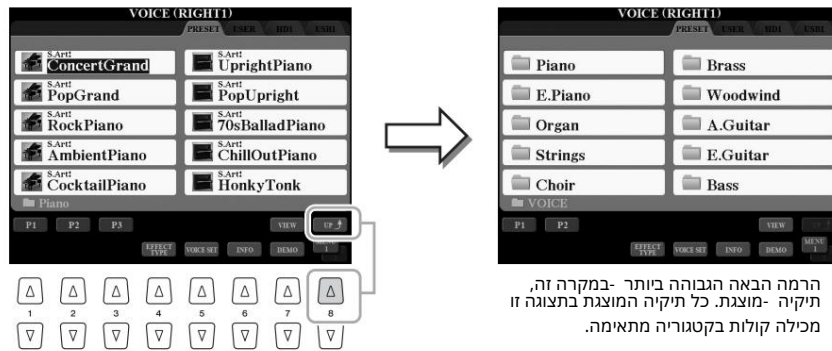 VOICE (RIGHT1)
PRESET USER HD1 USB1
S.Art! ConcertGrand
S.Art! UprightPiano
S.Art! PopGrand
S.Art! PopUpright
S.Art! RockPiano
S.Art! 70sBalladPiano
S.Art! AmbientPiano
S.Art! ChillOutPiano
S.Art! CocktailPiano
S.Art! HonkyTonk
Piano
P1 P2 P3 VIEW UP
EFFECT TYPE VOICE SET INFO DEMO MENU 1
1 2 3 4 5 6 7 8
VOICE (RIGHT1)
PRESET USER HD1 USB1
Piano Brass
E.Piano Woodwind
Organ A.Guitar
Strings E.Guitar
Choir Bass
VOICE
P1 P2 VIEW UP
EFFECT TYPE VOICE SET INFO DEMO MENU 1
הרמה הבאה הגבוהה ביותר -במקרה זה,
תיקיה -מוצגת. כל תיקיה המוצגת בתצוגה זו
מכילה קולות בקטגוריה מתאימה.